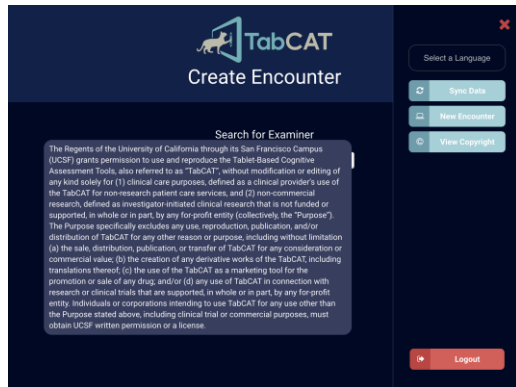 TabCAT
Create Encounter
Search for Examiner
The Regents of the University of California through its San Francisco Campus
(UCSF) grants permission to use and reproduce the Tablet-Based Cognitive
Assessment Tools, also referred to as “TabCAT”, without modification or editing of
any kind solely for (1) clinical care purposes, defined as a clinical provider's use of
the TabCAT for non-research patient care services, and (2) non-commercial
research, defined as investigator-initiated clinical research that is not funded or
supported, in whole or in part, by any for-profit entity (collectively, the “Purpose”).
The Purpose specifically excludes any use, reproduction, publication, and/or
distribution of TabCAT for any other reason or purpose, including without limitation
(a) the sale, distribution, publication, or transfer of TabCAT for any consideration or
commercial value; (b) the creation of any derivative works of the TabCAT, including
translations thereof; (c) the use of the TabCAT as a marketing tool for the
promotion or sale of any drug; and/or (d) any use of TabCAT in connection with
research or clinical trials that are supported, in whole or in part, by any for-profit
entity. Individuals or corporations intending to use TabCAT for any use other than
the Purpose stated above, including clinical trial or commercial purposes, must
obtain UCSF written permission or a license.
Select a Language
Sync Data
New Encounter
View Copyright
Logout